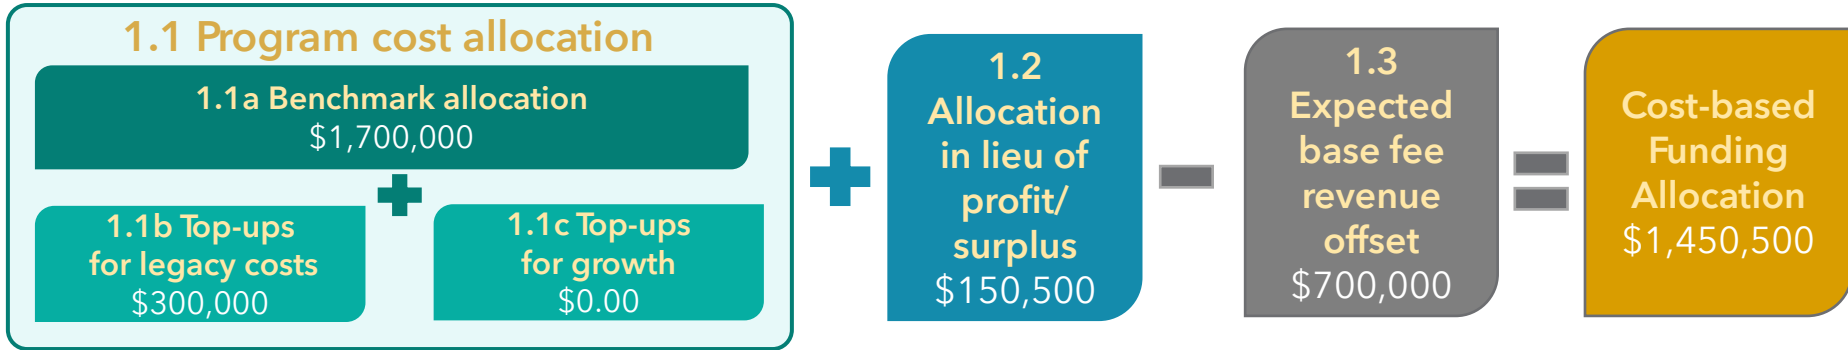 1.1 Program cost allocation
1.1a Benchmark allocation
$1,700,000
1.1b Top-ups
for legacy costs
$300,000
1.1c Top-ups
for growth
$0.00
1.2
Allocation
in lieu of
profit/
surplus
$150,500
1.3
Expected
base fee
revenue
offset
$700,000
Cost-based
Funding
Allocation
$1,450,500